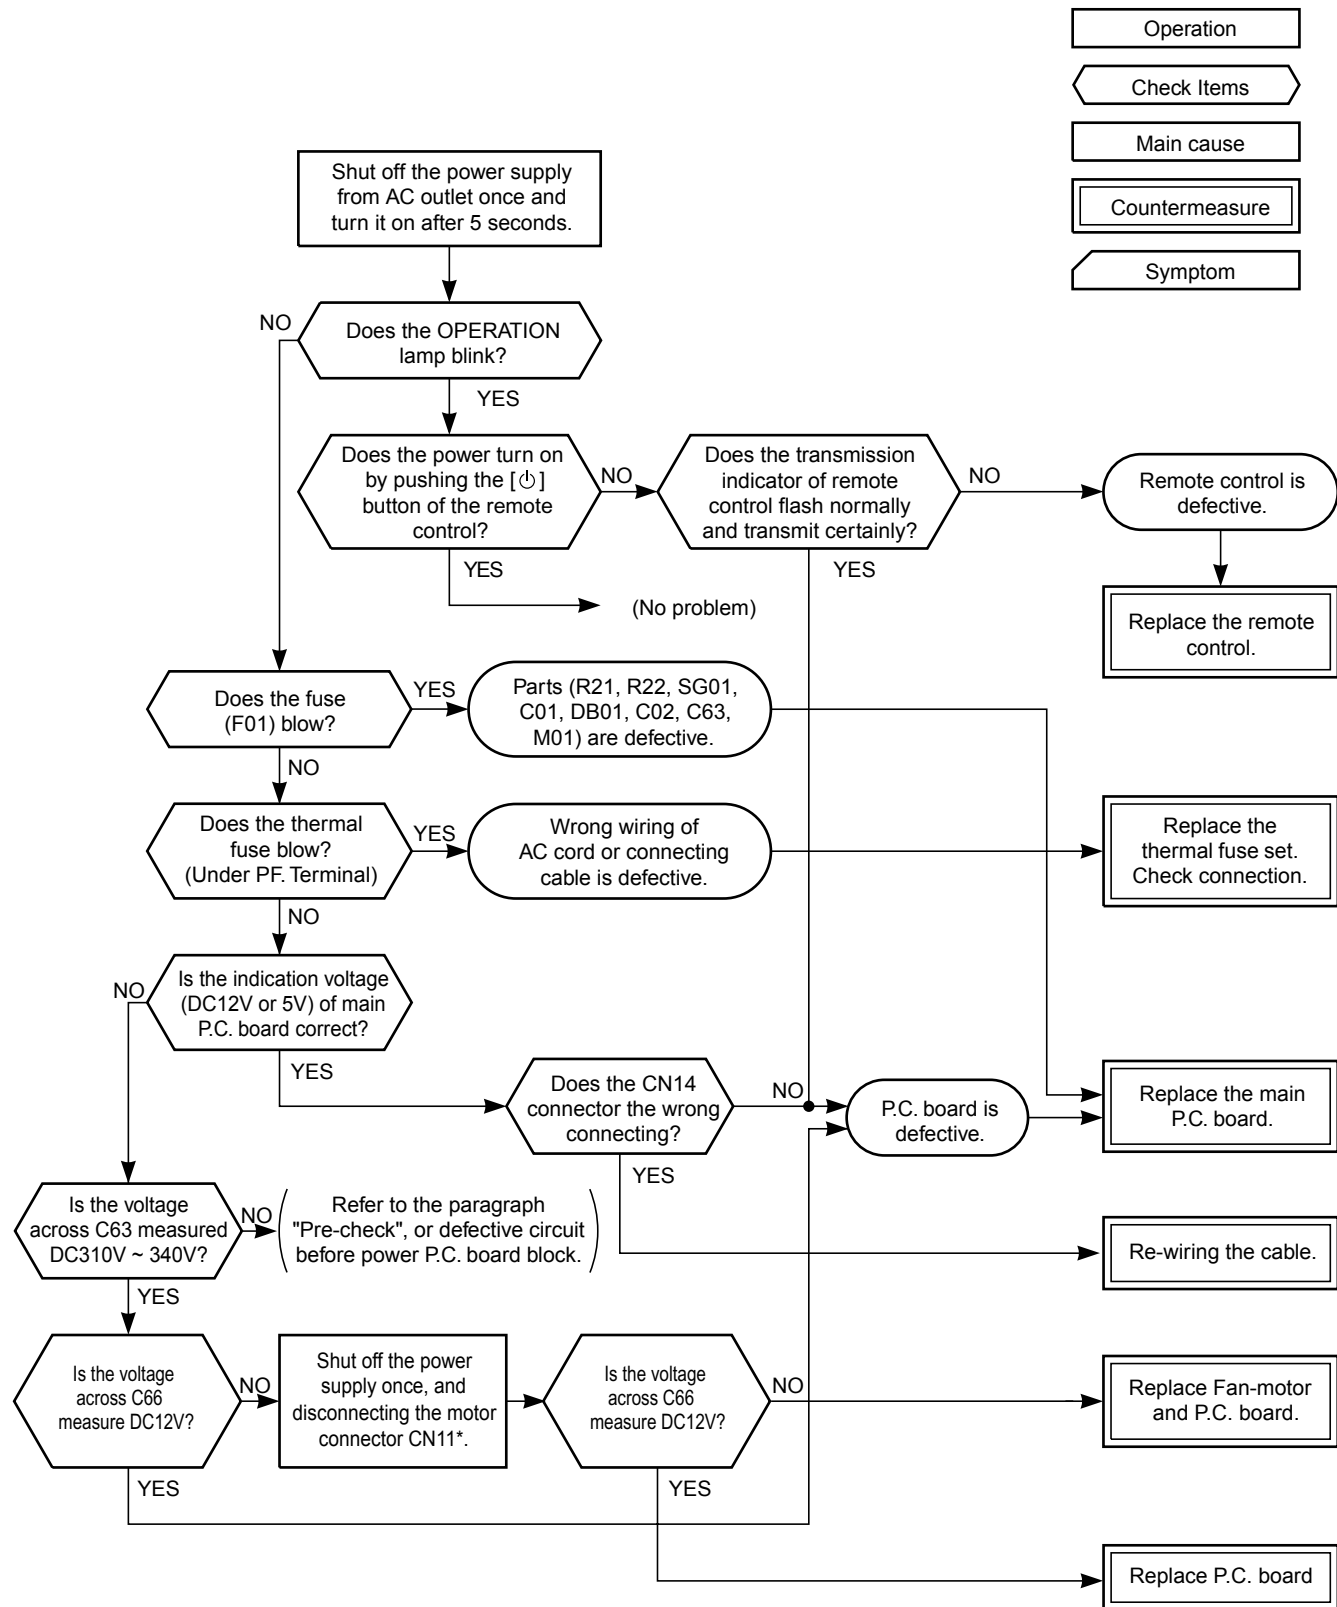 Operation
Check Items
Main cause
Countermeasure
Symptom
Shut off the power supply
from AC outlet once and
turn it on after 5 seconds.
NO
Does the OPERATION
lamp blink?
YES
Does the power turn on
by pushing the [⏻]
button of the remote
control?
NO
Does the transmission
indicator of remote
control flash normally
and transmit certainly?
NO
Remote control is
defective.
YES
YES
(No problem)
Replace the remote
control.
Does the fuse
(F01) blow?
YES
Parts (R21, R22, SG01,
C01, DB01, C02, C63,
M01) are defective.
NO
Does the thermal
fuse blow?
(Under PF. Terminal)
YES
Wrong wiring of
AC cord or connecting
cable is defective.
Replace the
thermal fuse set.
Check connection.
NO
NO
Is the indication voltage
(DC12V or 5V) of main
P.C. board correct?
YES
Does the CN14
connector the wrong
connecting?
NO
P.C. board is
defective.
Replace the main
P.C. board.
YES
Is the voltage
across C63 measured
DC310V ~ 340V?
NO
Refer to the paragraph
"Pre-check", or defective circuit
before power P.C. board block.
Re-wiring the cable.
YES
Is the voltage
across C66
measure DC12V?
NO
Shut off the power
supply once, and
disconnecting the motor
connector CN11*.
Is the voltage
across C66
measure DC12V?
NO
Replace Fan-motor
and P.C. board.
YES
YES
Replace P.C. board